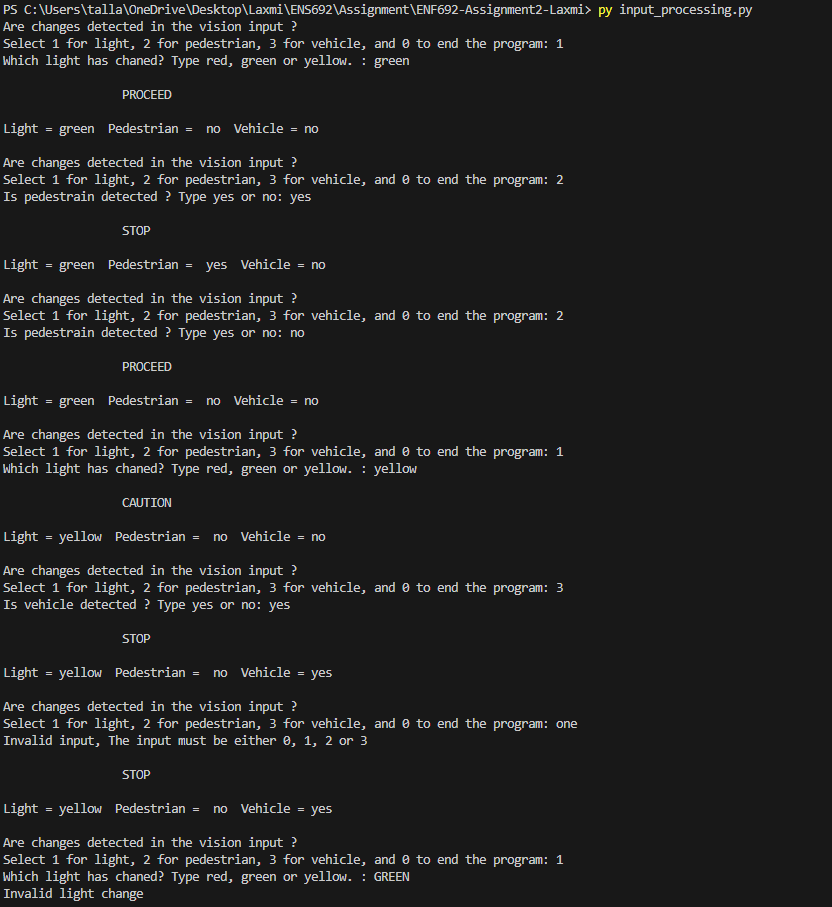 PS C:\Users\talla\OneDrive\Desktop\Laxmi\ENS692\Assignment\ENF692-Assignment2-Laxmi> py input_processing.py
Are changes detected in the vision input ?
Select 1 for light, 2 for pedestrian, 3 for vehicle, and 0 to end the program: 1
Which light has chaned? Type red, green or yellow. : green
PROCEED
Light = green  Pedestrian =  no  Vehicle = no
Are changes detected in the vision input ?
Select 1 for light, 2 for pedestrian, 3 for vehicle, and 0 to end the program: 2
Is pedestrain detected ? Type yes or no: yes
STOP
Light = green  Pedestrian =  yes  Vehicle = no
Are changes detected in the vision input ?
Select 1 for light, 2 for pedestrian, 3 for vehicle, and 0 to end the program: 2
Is pedestrain detected ? Type yes or no: no
PROCEED
Light = green  Pedestrian =  no  Vehicle = no
Are changes detected in the vision input ?
Select 1 for light, 2 for pedestrian, 3 for vehicle, and 0 to end the program: 1
Which light has chaned? Type red, green or yellow. : yellow
CAUTION
Light = yellow  Pedestrian =  no  Vehicle = no
Are changes detected in the vision input ?
Select 1 for light, 2 for pedestrian, 3 for vehicle, and 0 to end the program: 3
Is vehicle detected ? Type yes or no: yes
STOP
Light = yellow  Pedestrian =  no  Vehicle = yes
Are changes detected in the vision input ?
Select 1 for light, 2 for pedestrian, 3 for vehicle, and 0 to end the program: one
Invalid input, The input must be either 0, 1, 2 or 3
STOP
Light = yellow  Pedestrian =  no  Vehicle = yes
Are changes detected in the vision input ?
Select 1 for light, 2 for pedestrian, 3 for vehicle, and 0 to end the program: 1
Which light has chaned? Type red, green or yellow. : GREEN
Invalid light change